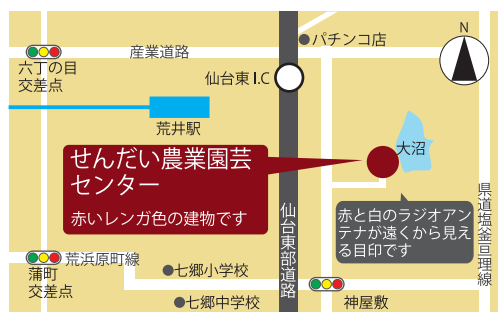 パチンコ店
N
産業道路
六丁の目
交差点
仙台東 I.C
荒井駅
大沼
せんだい農業園芸
センター
赤いレンガ色の建物です
赤と白のラジオアン
テナが遠くから見え
る目印です
仙台東部道路
県道塩釜亘理線
荒浜原町線
蒲町
交差点
七郷小学校
七郷中学校
神屋敷